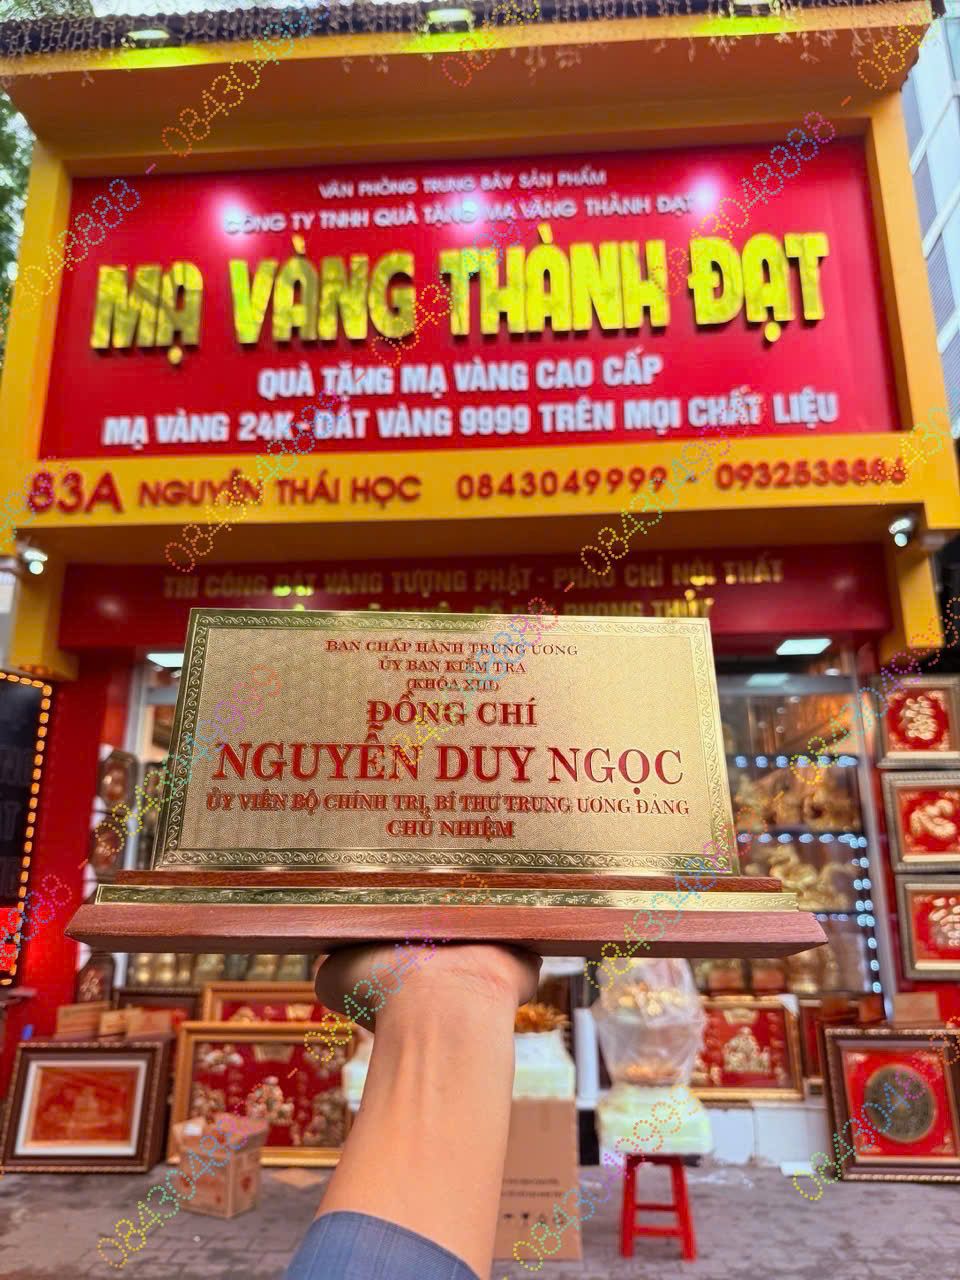 VĂN PHÒNG TRƯNG BÀY SẢN PHẨM
CÔNG TY TNHH QUÀ TẶNG MẠ VÀNG THÀNH ĐẠT
MẠ VÀNG THÀNH ĐẠT
QUÀ TẶNG MẠ VÀNG CAO CẤP
MẠ VÀNG 24K - DÁT VÀNG 9999 TRÊN MỌI CHẤT LIỆU
83A NGUYỄN THÁI HỌC 0843049999 - 0932538886
THI CÔNG DÁT VÀNG TƯỢNG PHẬT - PHÀO CHỈ NỘI THẤT
PHONG THỦY
BAN CHẤP HÀNH TRUNG ƯƠNG
ỦY BAN KIỂM TRA
(KHÓA XIII)
ĐỒNG CHÍ
NGUYỄN DUY NGỌC
ỦY VIÊN BỘ CHÍNH TRỊ, BÍ THƯ TRUNG ƯƠNG ĐẢNG
CHỦ NHIỆM